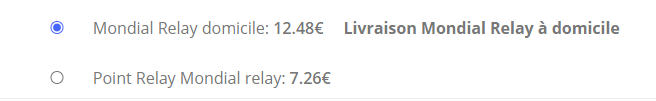 Mondial Relay domicile: 12.48€ Livraison Mondial Relay à domicile
Point Relay Mondial relay: 7.26€